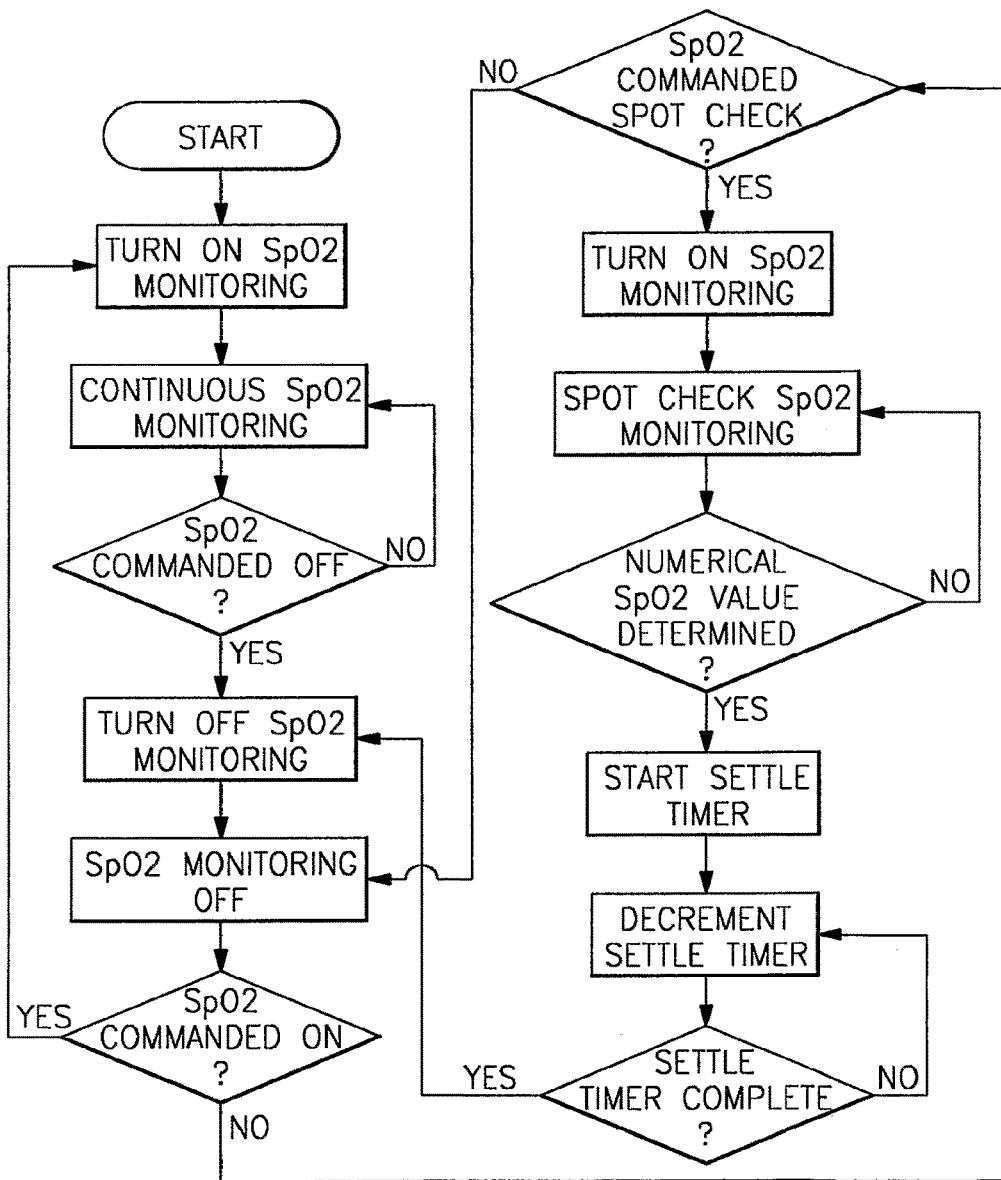 START
TURN ON SpO2
MONITORING
CONTINUOUS SpO2
MONITORING
SpO2
COMMANDED OFF
?
NO
YES
TURN OFF SpO2
MONITORING
SpO2 MONITORING
OFF
SpO2
COMMANDED ON
?
YES
NO
SpO2
COMMANDED
SPOT CHECK
?
NO
YES
TURN ON SpO2
MONITORING
SPOT CHECK SpO2
MONITORING
NUMERICAL
SpO2 VALUE
DETERMINED
?
NO
YES
START SETTLE
TIMER
DECREMENT
SETTLE TIMER
SETTLE
TIMER COMPLETE
?
YES
NO